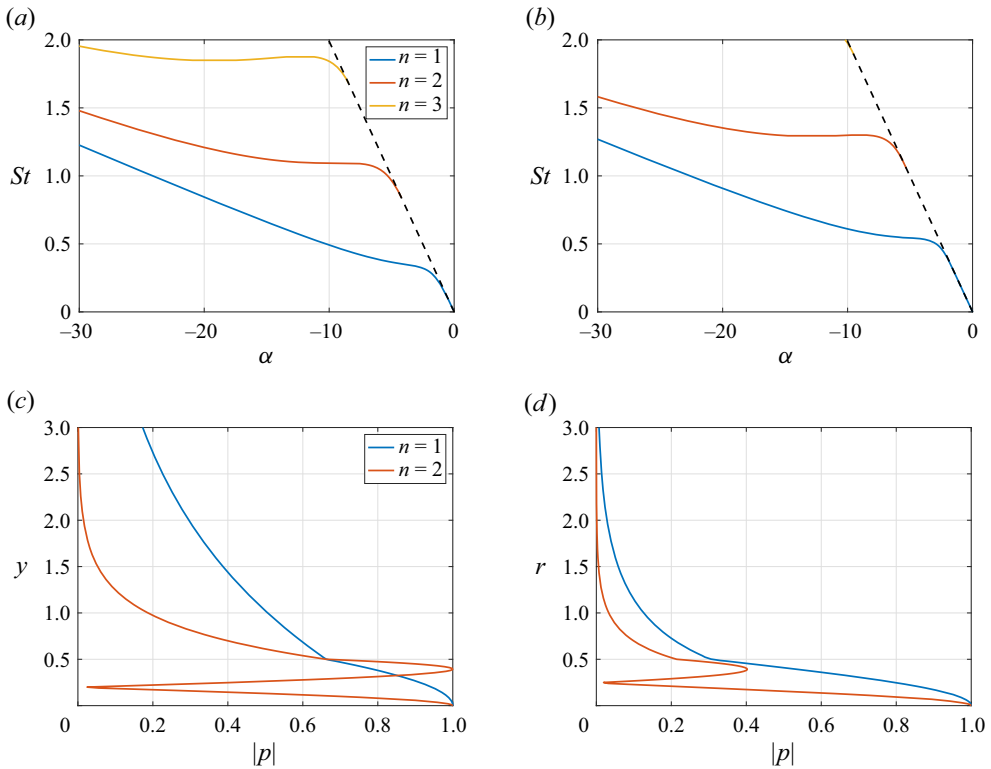 (a)
2.0
1.5
St 1.0
0.5
0
–30 –20 –10 0
α
n = 1
n = 2
n = 3
(b)
2.0
1.5
St 1.0
0.5
0
–30 –20 –10 0
α
(c)
3.0
2.5
2.0
y 1.5
1.0
0.5
0 0.2 0.4 0.6 0.8 1.0
|p|
n = 1
n = 2
(d)
3.0
2.5
2.0
r 1.5
1.0
0.5
0 0.2 0.4 0.6 0.8 1.0
|p|